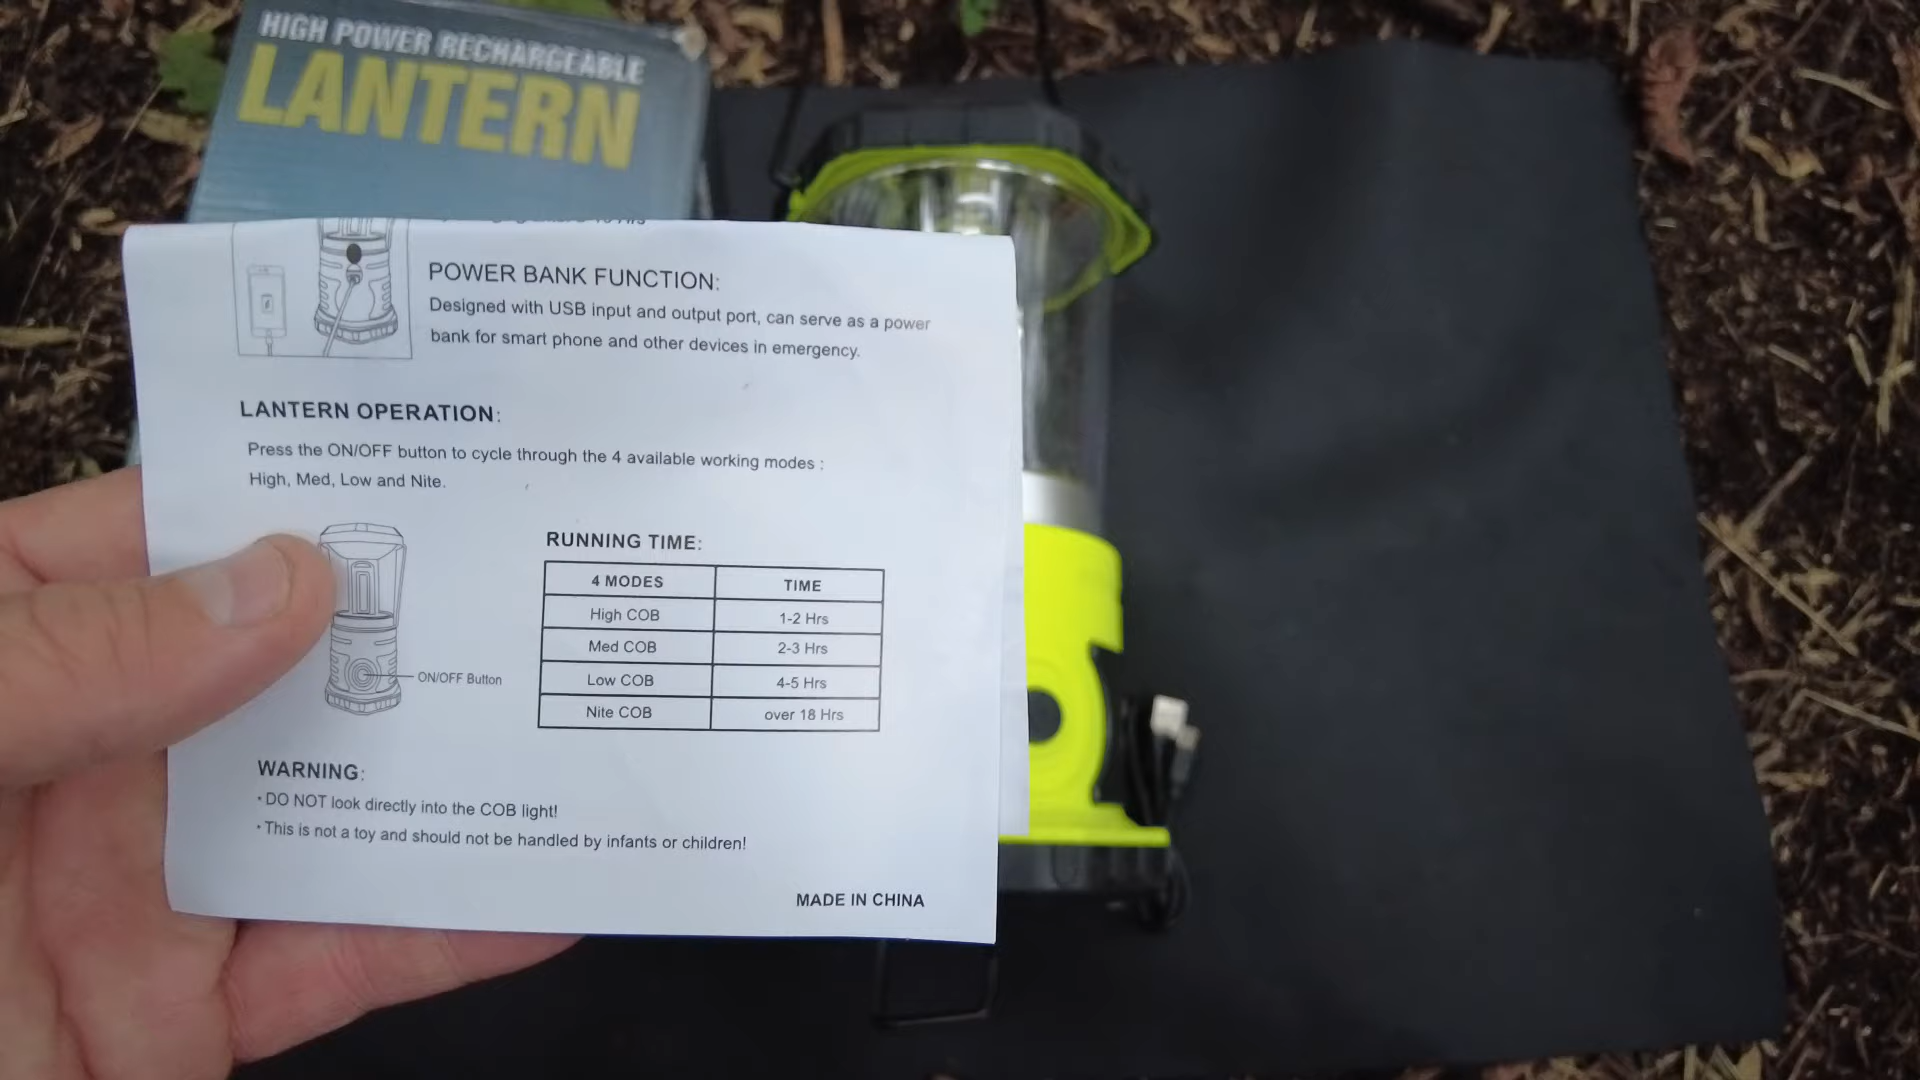 HIGH POWER RECHARGEABLE
LANTERN
POWER BANK FUNCTION:
Designed with USB input and output port, can serve as a power
bank for smart phone and other devices in emergency.
LANTERN OPERATION:
Press the ON/OFF button to cycle through the 4 available working modes :
High, Med, Low and Nite.
ON/OFF Button
RUNNING TIME:
4 MODES TIME
High COB 1-2 Hrs
Med COB 2-3 Hrs
Low COB 4-5 Hrs
Nite COB over 18 Hrs
WARNING:
• DO NOT look directly into the COB light!
• This is not a toy and should not be handled by infants or children!
MADE IN CHINA